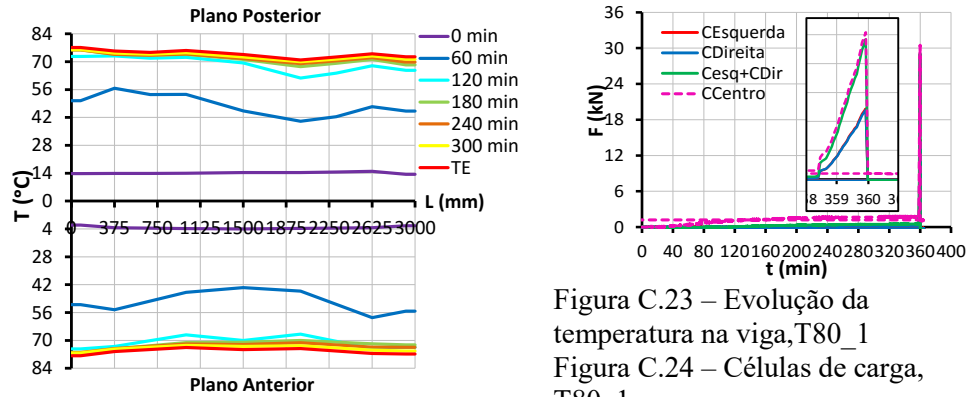 Plano Posterior
84
70
56
42
28
14
0
4
28
42
56
70
84
T (°C)
0 min
60 min
120 min
180 min
240 min
300 min
TE
L (mm)
0 375 750 1125 1500 1875 2250 2625 3000
Plano Anterior
36
30
24
18
12
6
0
F (kN)
CEsquerda
CDireita
Cesq+CDir
CCentro
359 360
0 40 80 120 160 200 240 280 320 360 400
t (min)
Figura C.23 – Evolução da
temperatura na viga,T80_1
Figura C.24 – Células de carga,